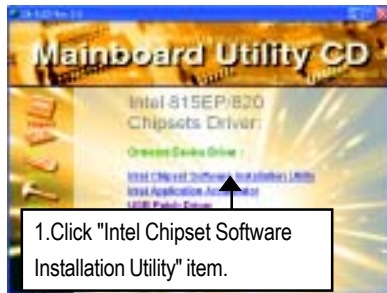 Mainboard Utility CD
Intel 815EP/820
Chipsets Driver:
Onboard Device Driver :
Intel Chipset Software Installation Utility
Intel Application Accelerator
USB Patch Driver
1.Click "Intel Chipset Software
Installation Utility" item.